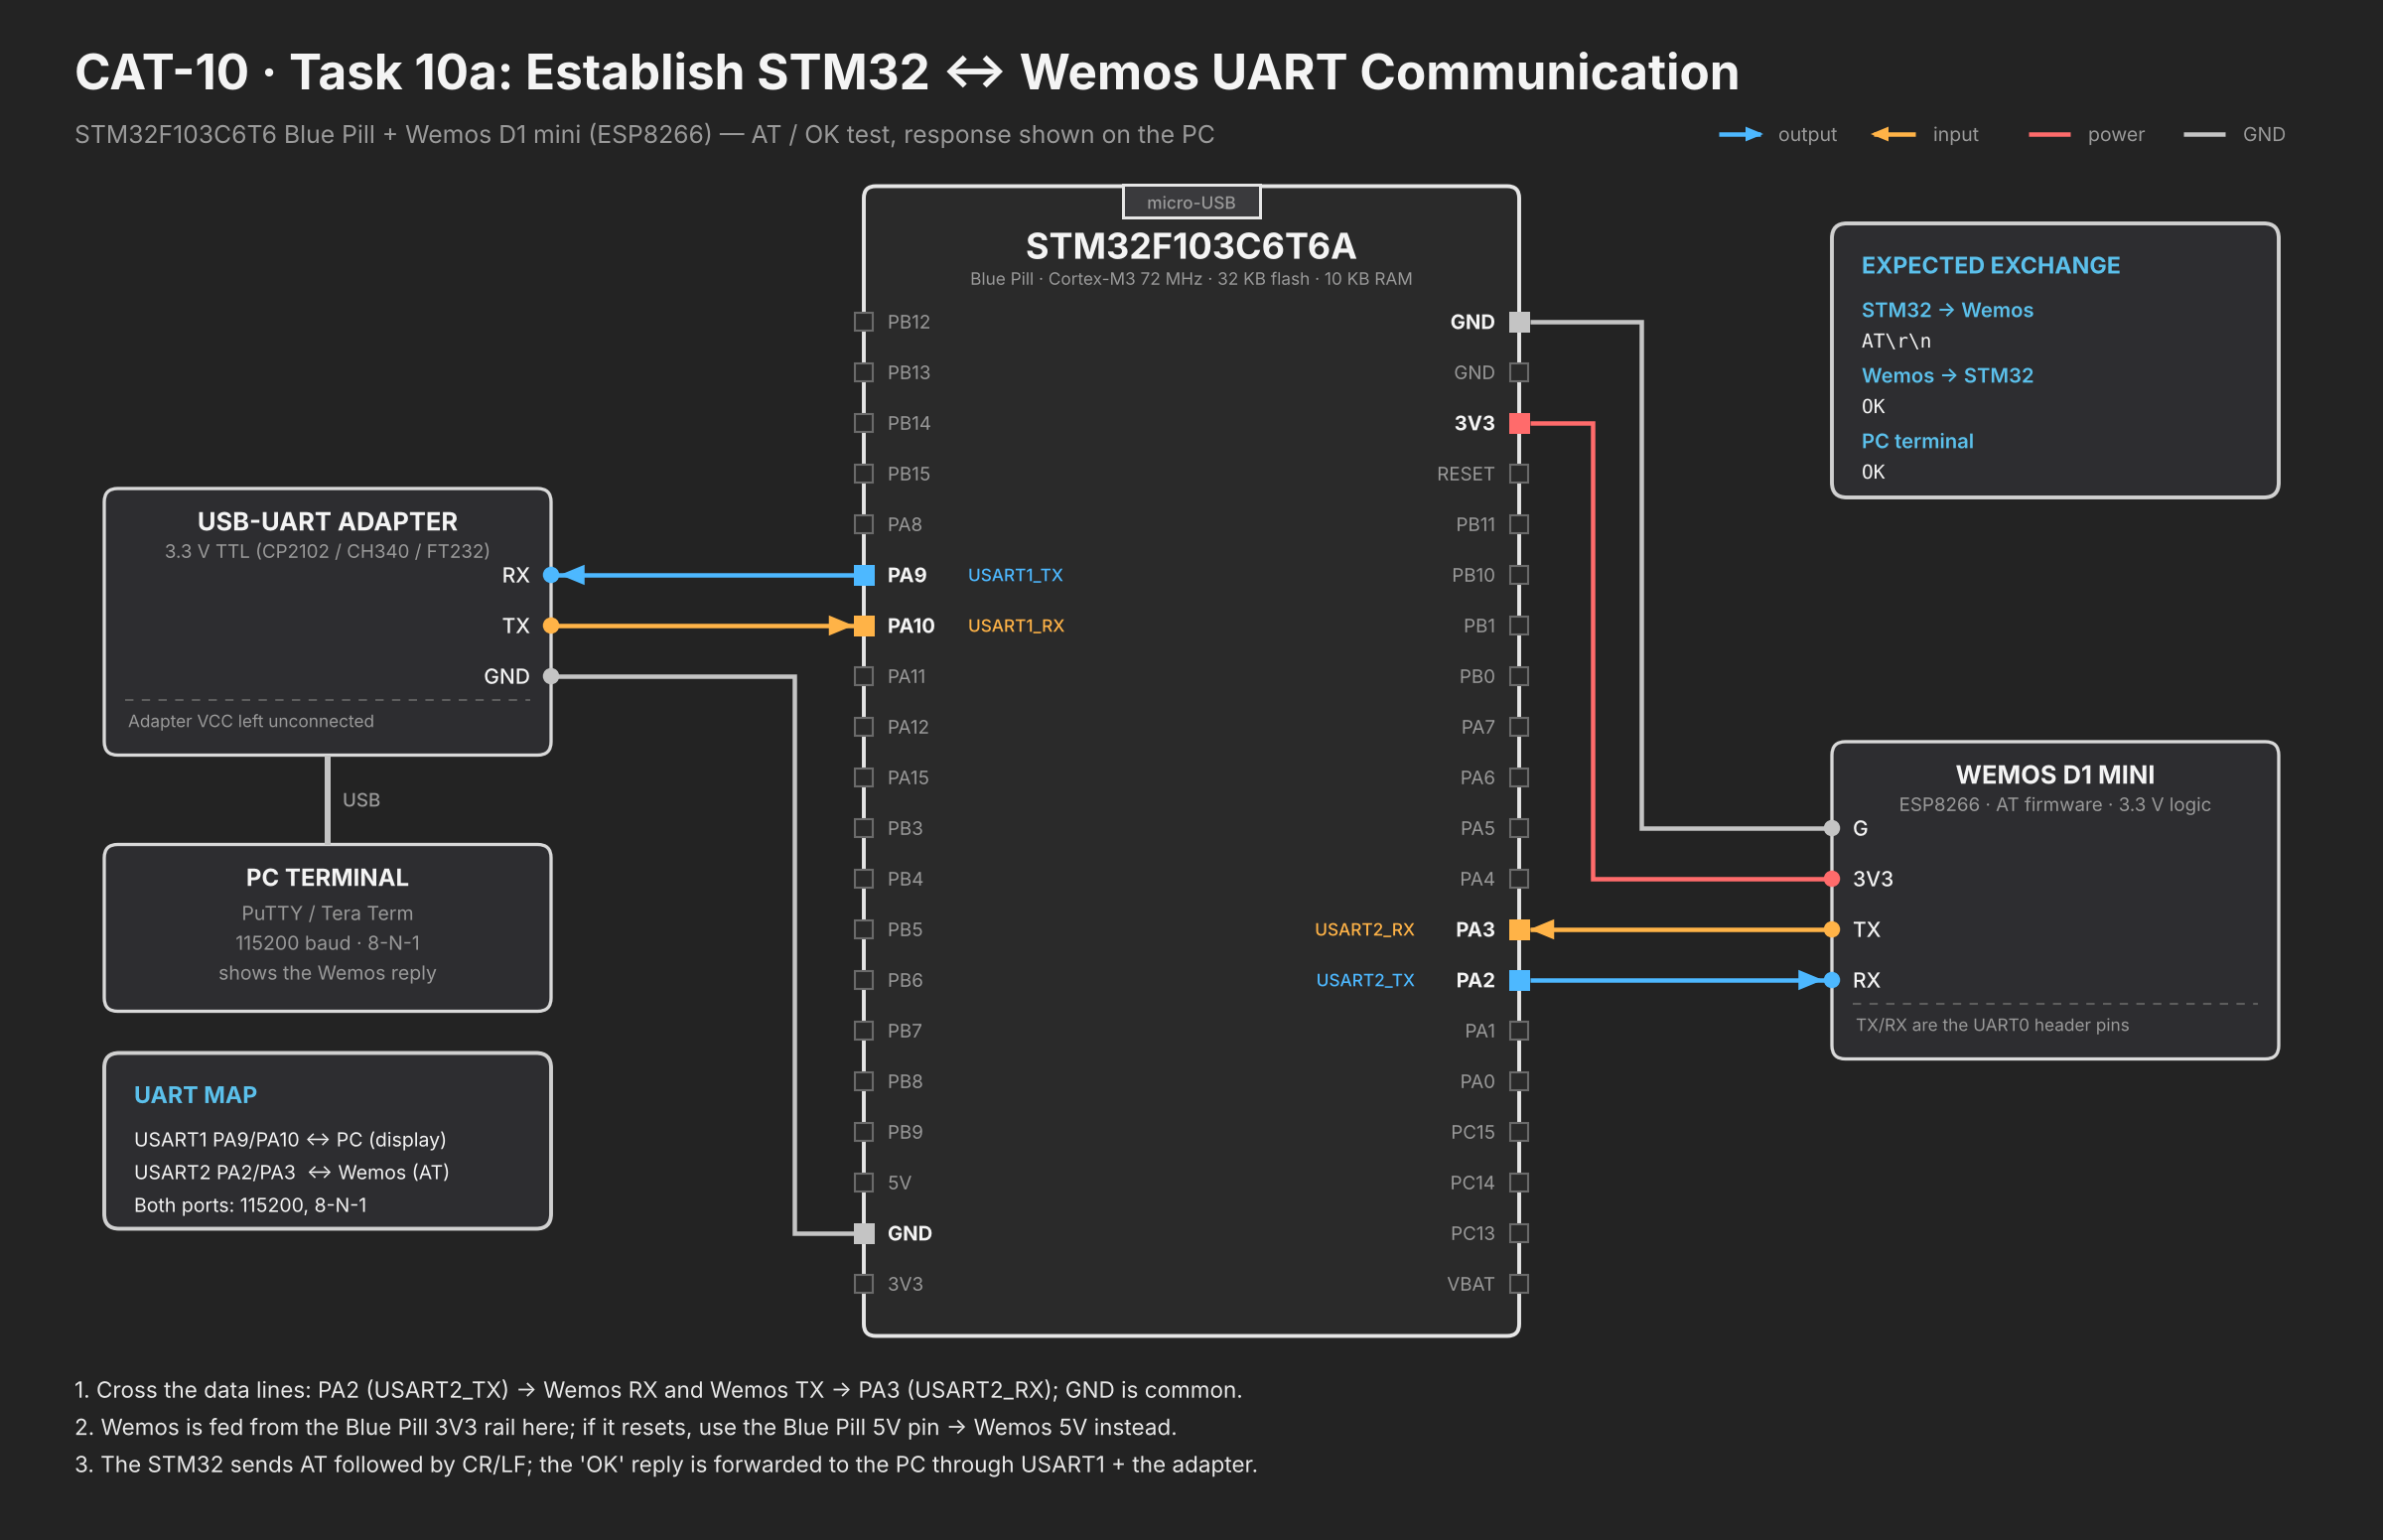 CAT-10 · Task 10a: Establish STM32 ↔ Wemos UART Communication
STM32F103C6T6 Blue Pill + Wemos D1 mini (ESP8266) — AT / OK test, response shown on the PC
output
input
power
GND
micro-USB
STM32F103C6T6A
Blue Pill · Cortex-M3 72 MHz · 32 KB flash · 10 KB RAM
PB12
PB13
PB14
PB15
PA8
PA9 USART1_TX
PA10 USART1_RX
PA11
PA12
PA15
PB3
PB4
PB5
PB6
PB7
PB8
PB9
5V
GND
3V3
GND
GND
3V3
RESET
PB11
PB10
PB1
PB0
PA7
PA6
PA5
PA4
USART2_RX PA3
USART2_TX PA2
PA1
PA0
PC15
PC14
PC13
VBAT
USB-UART ADAPTER
3.3 V TTL (CP2102 / CH340 / FT232)
RX
TX
GND
Adapter VCC left unconnected
USB
PC TERMINAL
PuTTY / Tera Term
115200 baud · 8-N-1
shows the Wemos reply
UART MAP
USART1 PA9/PA10 ↔ PC (display)
USART2 PA2/PA3 ↔ Wemos (AT)
Both ports: 115200, 8-N-1
EXPECTED EXCHANGE
STM32 → Wemos
AT\r\n
Wemos → STM32
OK
PC terminal
OK
WEMOS D1 MINI
ESP8266 · AT firmware · 3.3 V logic
G
3V3
TX
RX
TX/RX are the UART0 header pins
1. Cross the data lines: PA2 (USART2_TX) → Wemos RX and Wemos TX → PA3 (USART2_RX); GND is common.
2. Wemos is fed from the Blue Pill 3V3 rail here; if it resets, use the Blue Pill 5V pin → Wemos 5V instead.
3. The STM32 sends AT followed by CR/LF; the 'OK' reply is forwarded to the PC through USART1 + the adapter.